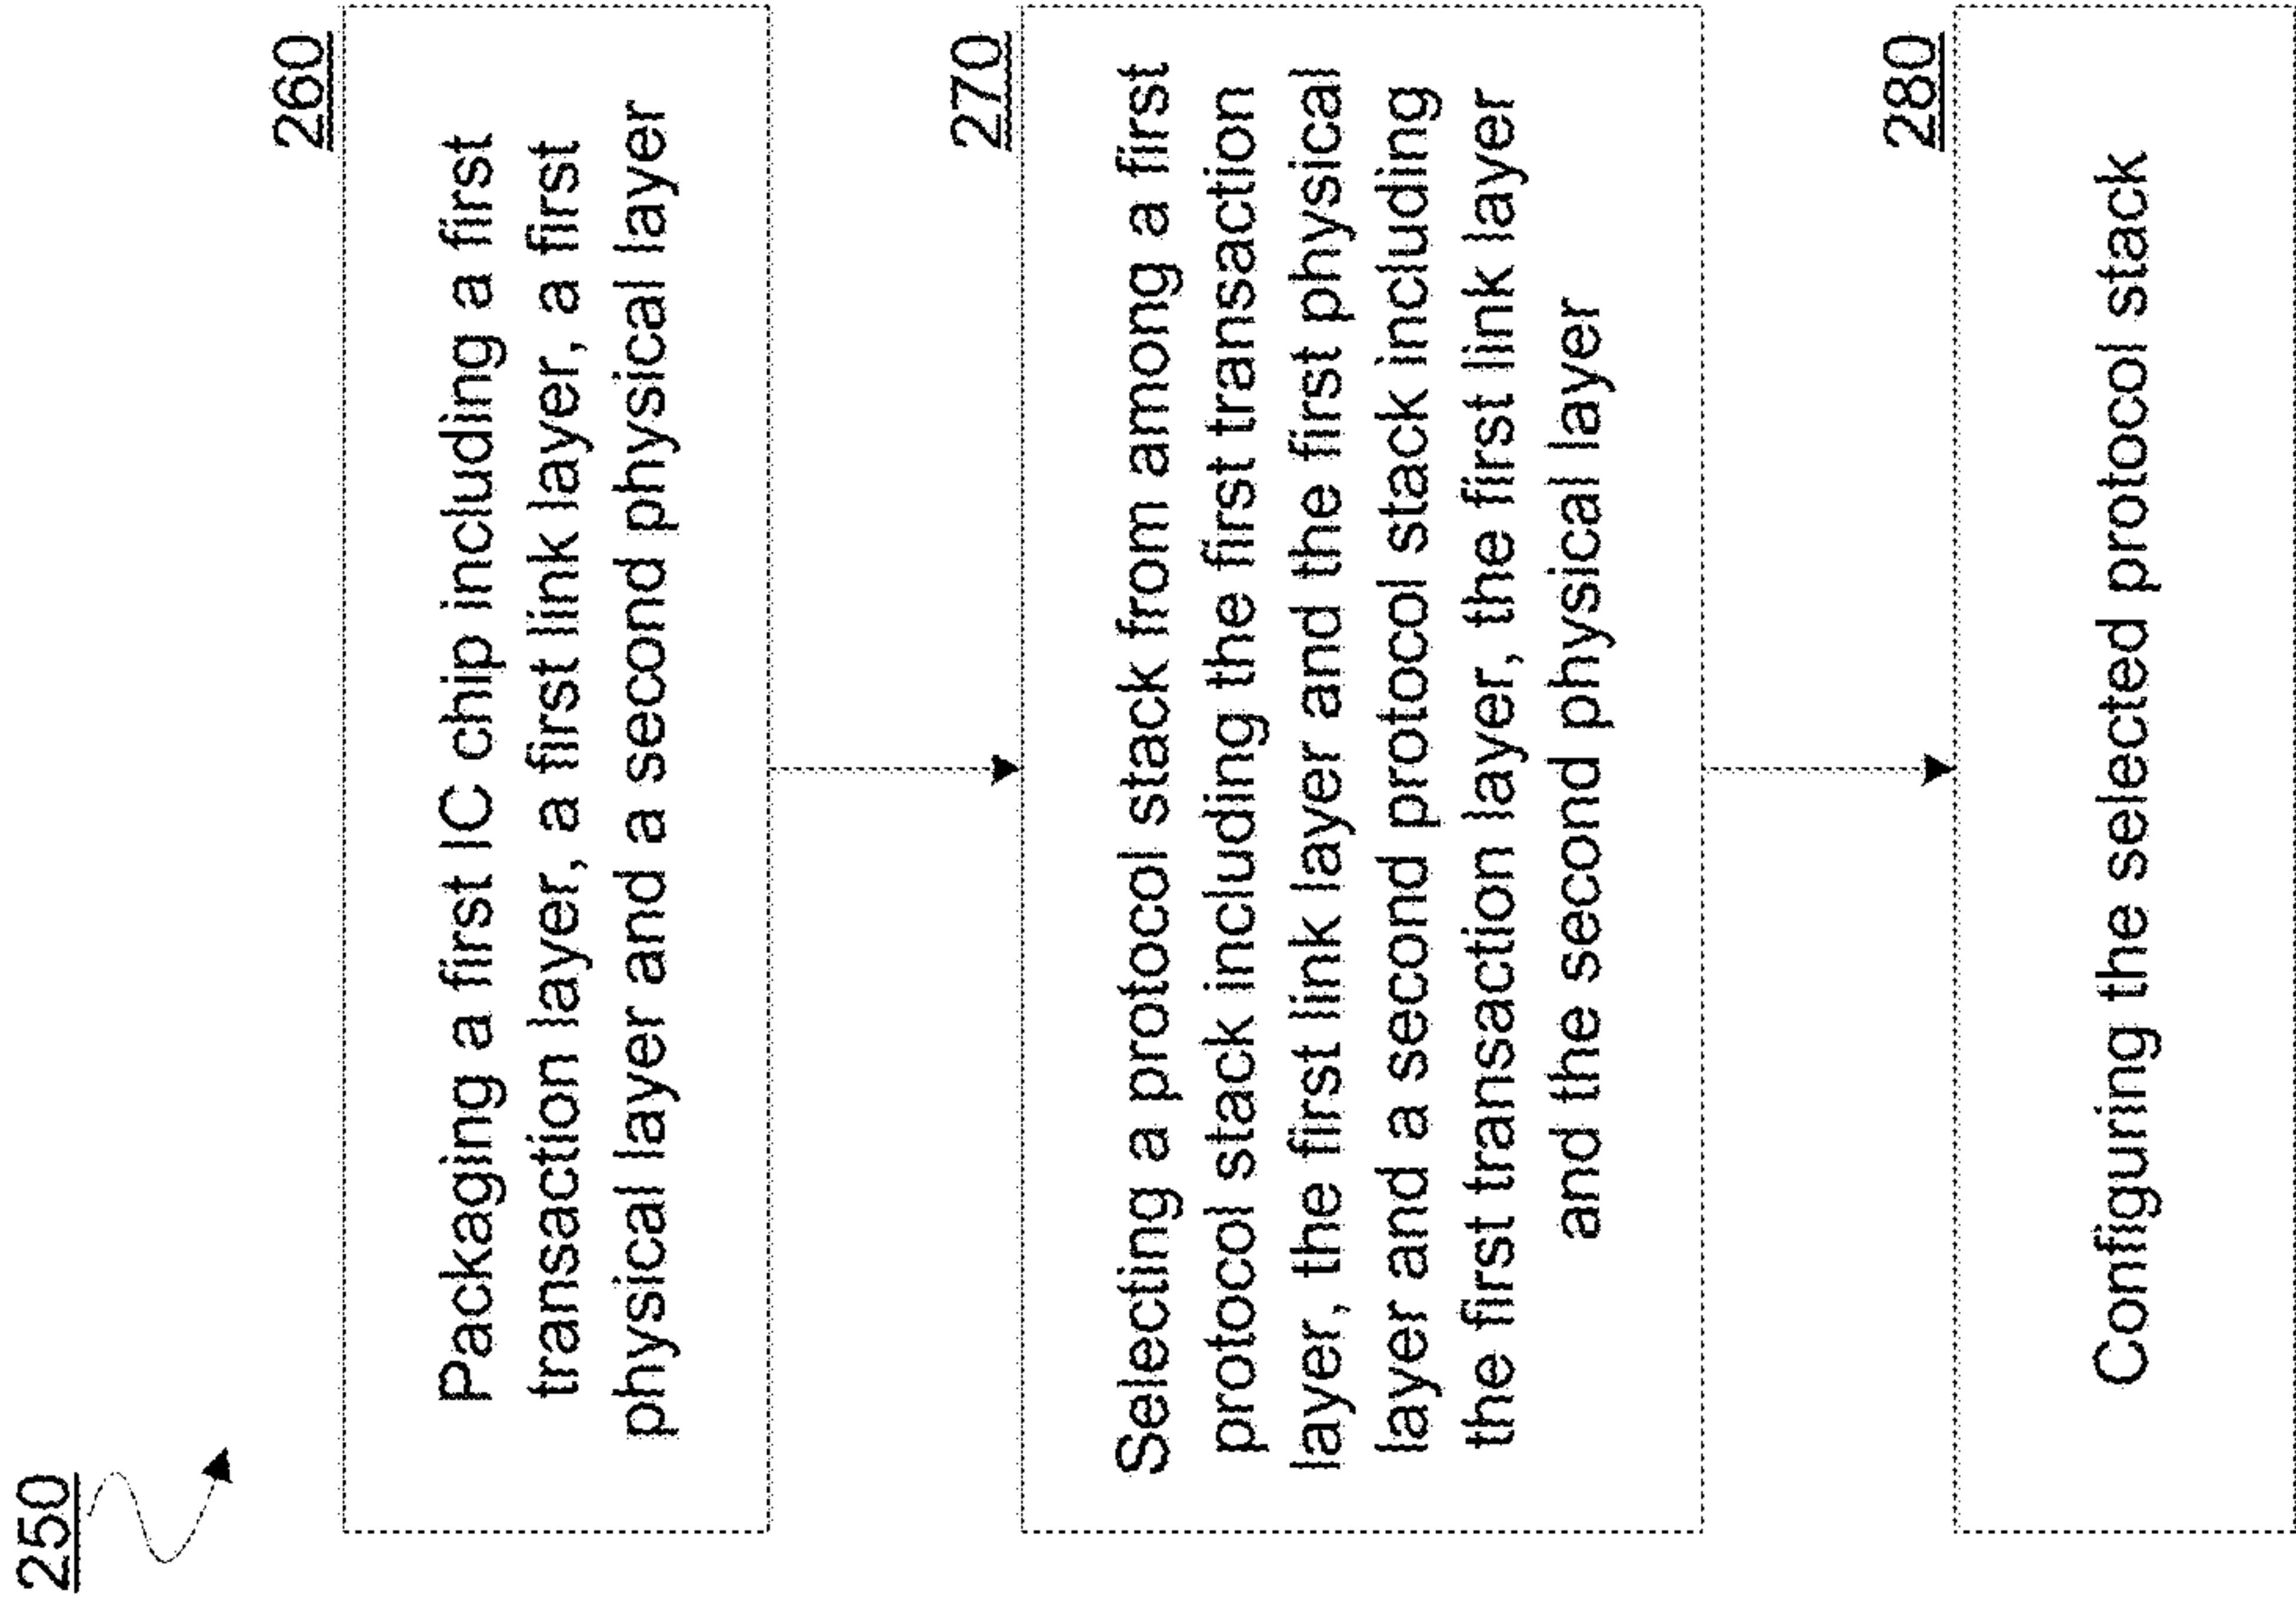 250
260
Packaging a first IC chip including a first
transaction layer, a first link layer, a first
physical layer and a second physical layer
270
Selecting a protocol stack from among a first
protocol stack including the first transaction
layer, the first link layer and the first physical
layer and a second protocol stack including
the first transaction layer, the first link layer
and the second physical layer
280
Configuring the selected protocol stack